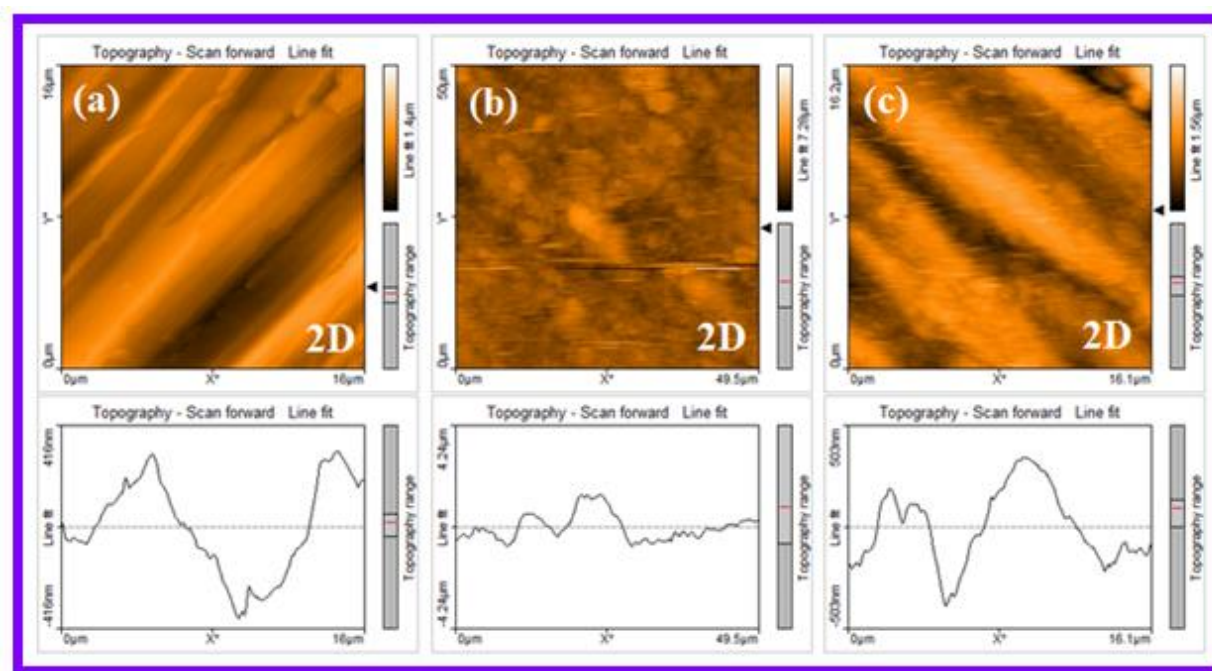 Topography - Scan forward Line fit
16µm
(a)
Line fit 1.4µm
Y*
Topography range
2D
0µm
0µm
X*
16µm
Topography - Scan forward Line fit
50µm
(b)
Line fit 7.28µm
Y*
Topography range
2D
0µm
0µm
X*
49.5µm
Topography - Scan forward Line fit
16.2µm
(c)
Line fit 1.56µm
Y*
Topography range
2D
0µm
0µm
X*
16.1µm
Topography - Scan forward Line fit
416nm
Line fit
-416nm
Topography range
0µm
X*
16µm
Topography - Scan forward Line fit
4.24µm
Line fit
-4.24µm
Topography range
0µm
X*
49.5µm
Topography - Scan forward Line fit
503nm
Line fit
-503nm
Topography range
0µm
X*
16.1µm